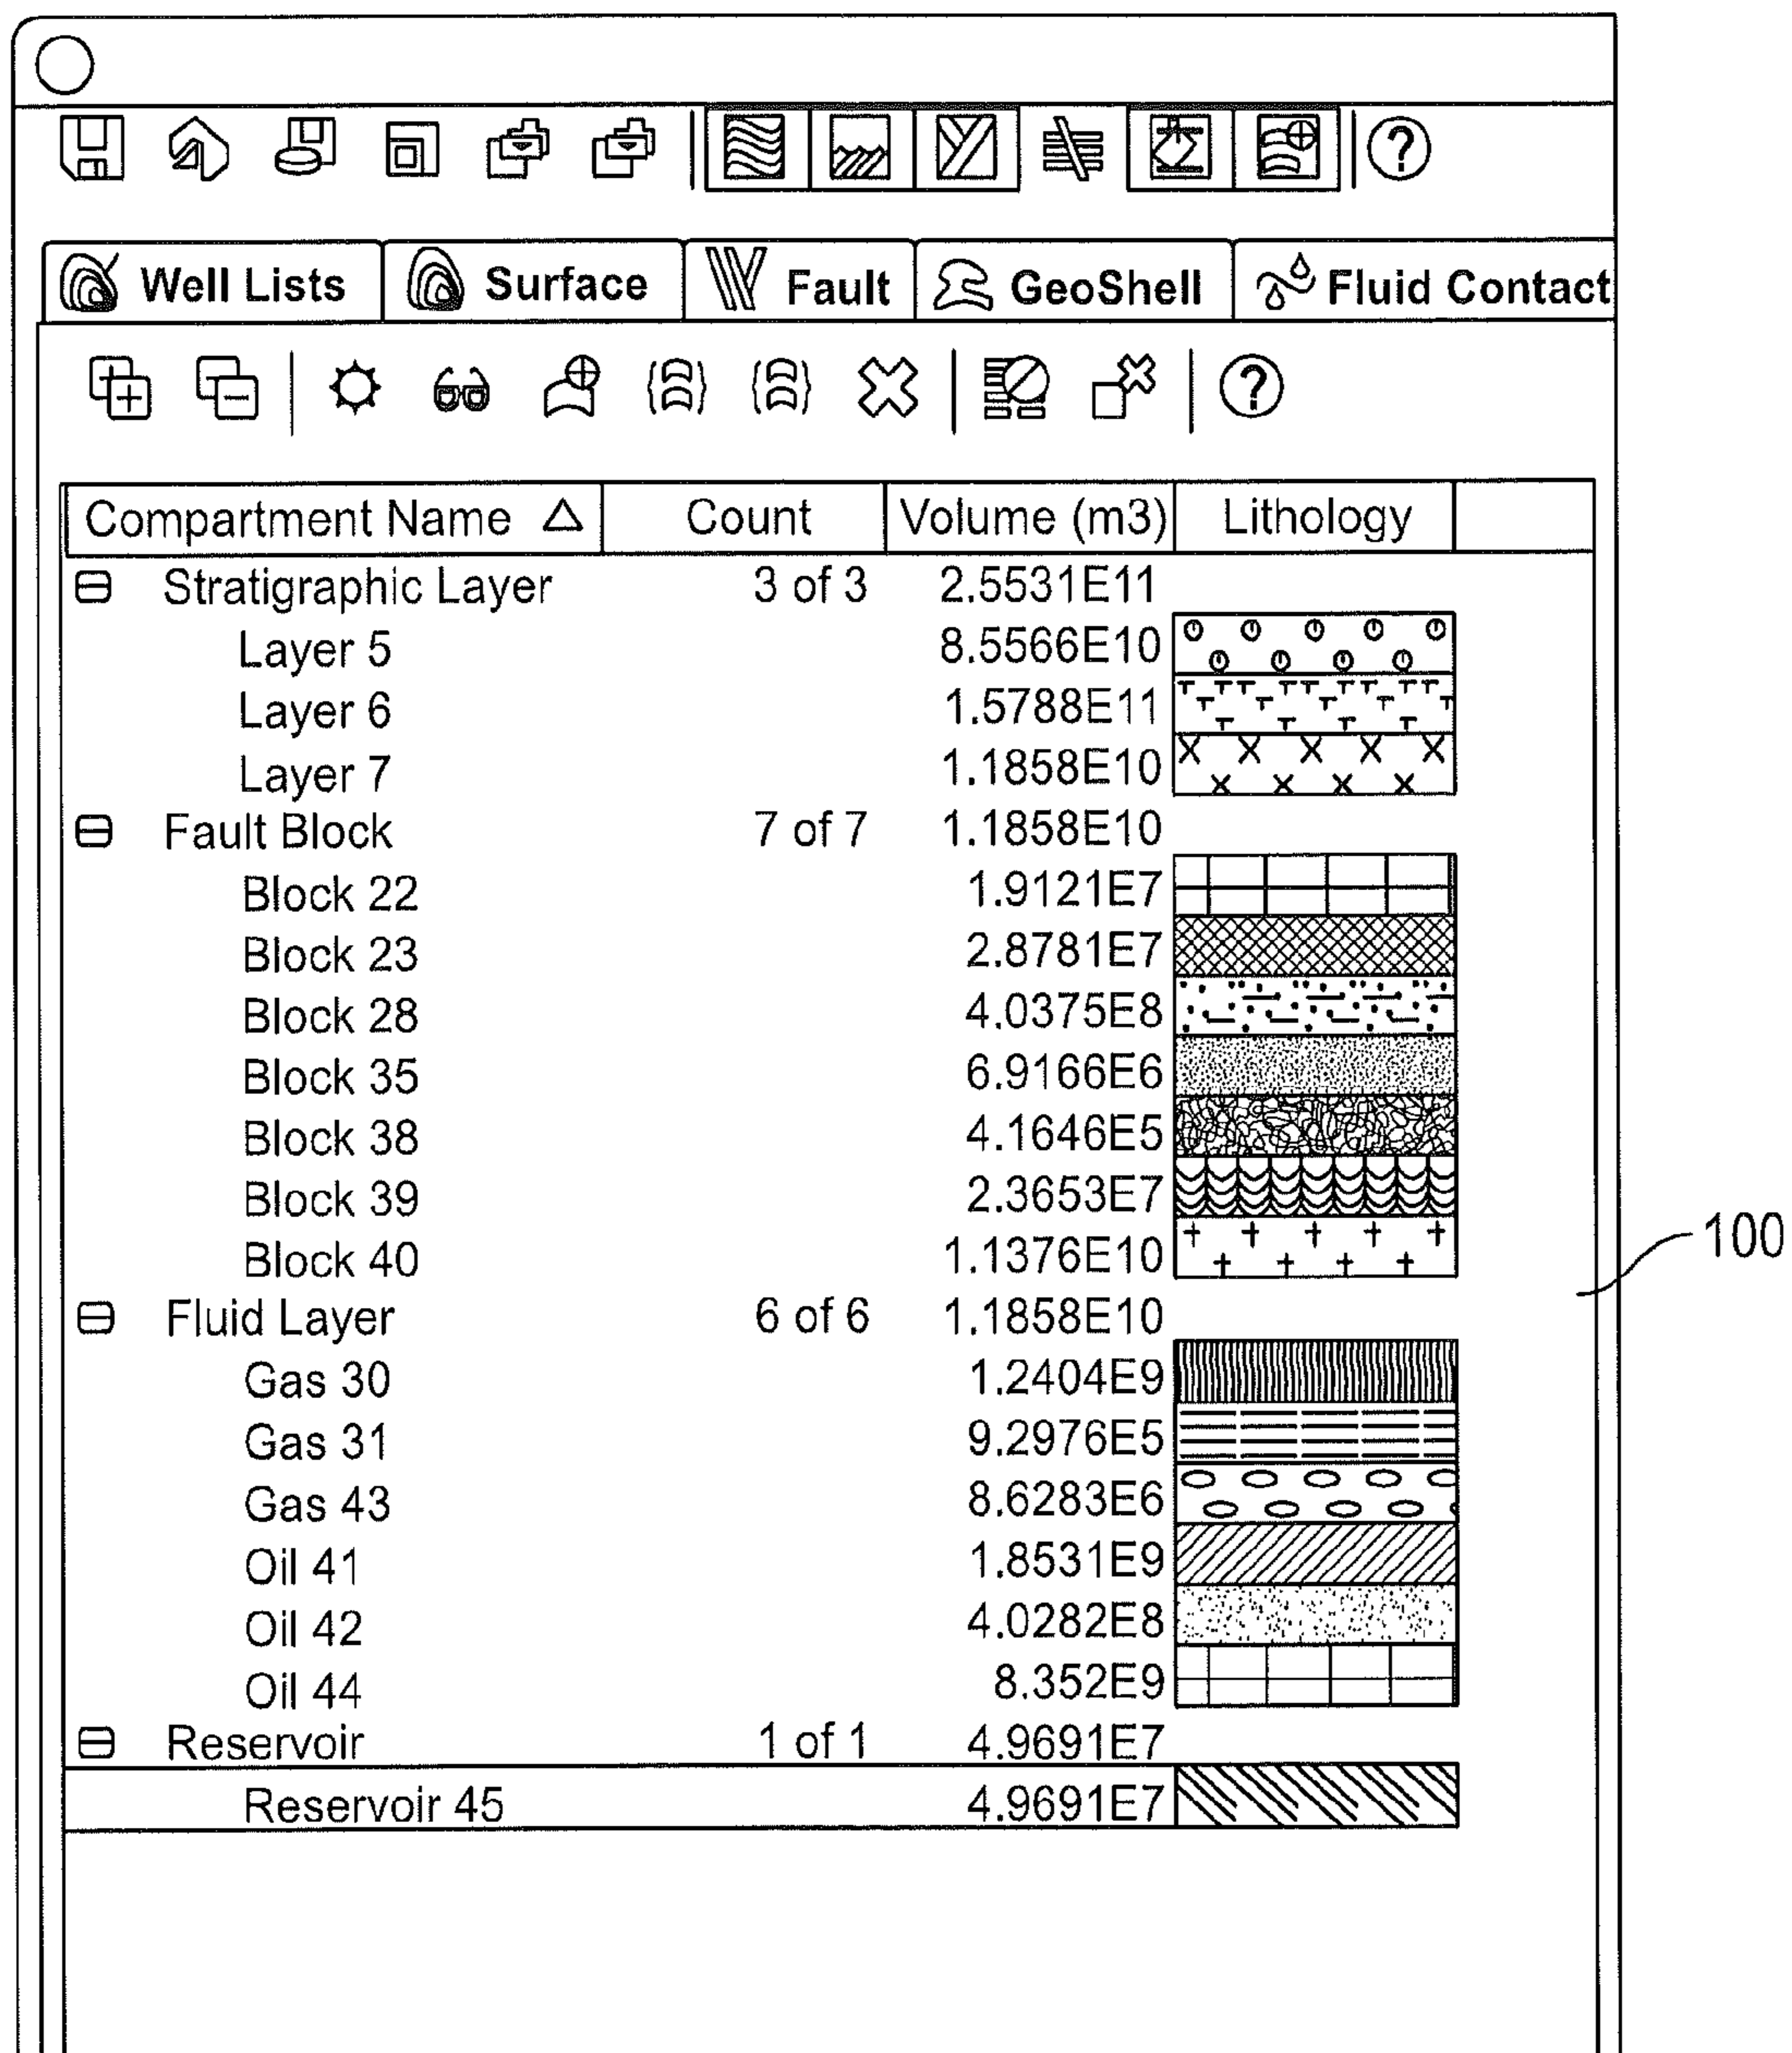 Well Lists Surface Fault GeoShell Fluid Contact
Compartment Name Count Volume (m3) Lithology
Stratigraphic Layer 3 of 3 2.5531E11
Layer 5 8.5566E10
Layer 6 1.5788E11
Layer 7 1.1858E10
Fault Block 7 of 7 1.1858E10
Block 22 1.9121E7
Block 23 2.8781E7
Block 28 4.0375E8
Block 35 6.9166E6
Block 38 4.1646E5
Block 39 2.3653E7
Block 40 1.1376E10
100
Fluid Layer 6 of 6 1.1858E10
Gas 30 1.2404E9
Gas 31 9.2976E5
Gas 43 8.6283E6
Oil 41 1.8531E9
Oil 42 4.0282E8
Oil 44 8.352E9
Reservoir 1 of 1 4.9691E7
Reservoir 45 4.9691E7